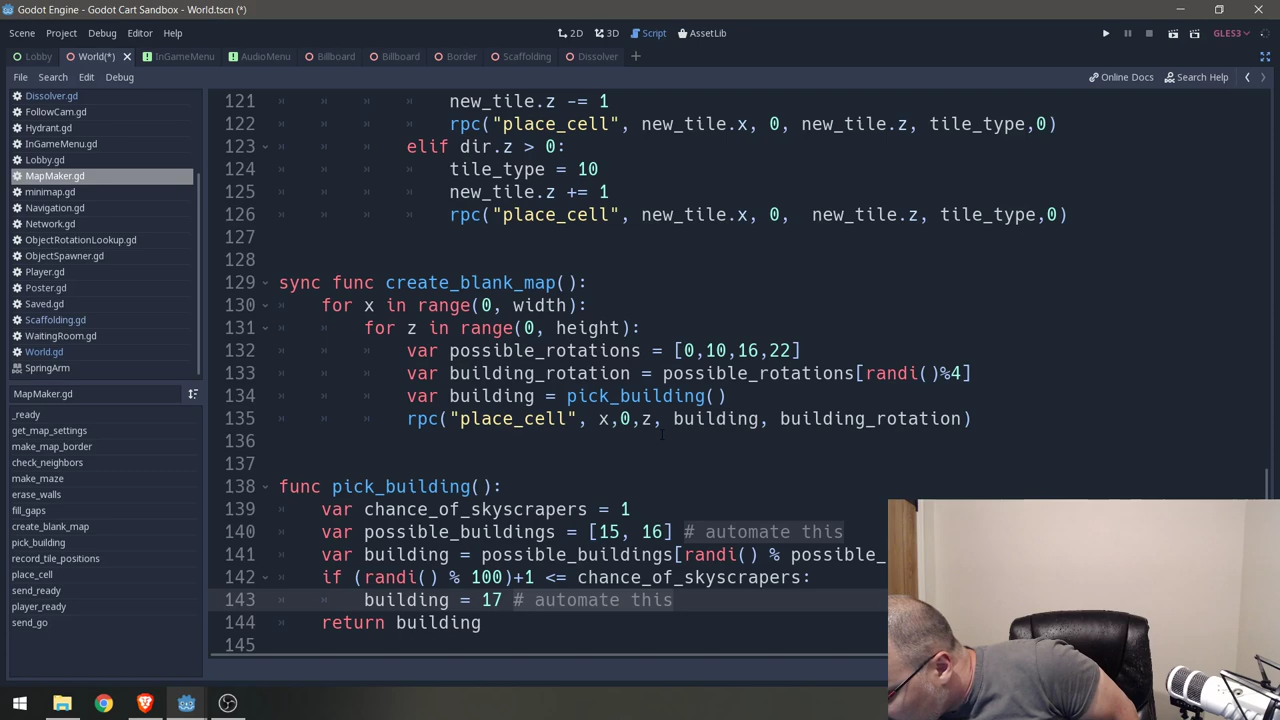 Godot Engine - Godot Cart Sandbox - World.tscn (*)
Scene Project Debug Editor Help
2D 3D Script AssetLib
GLES3
Lobby World(*) InGameMenu AudioMenu Billboard Billboard Border Scaffolding Dissolver
File Search Edit Debug
Online Docs Search Help
Dissolver.gd
FollowCam.gd
Hydrant.gd
InGameMenu.gd
Lobby.gd
MapMaker.gd
minimap.gd
Navigation.gd
Network.gd
ObjectRotationLookup.gd
ObjectSpawner.gd
Player.gd
Poster.gd
Saved.gd
Scaffolding.gd
WaitingRoom.gd
World.gd
SpringArm
MapMaker.gd
_ready
get_map_settings
make_map_border
check_neighbors
make_maze
erase_walls
fill_gaps
create_blank_map
pick_building
record_tile_positions
place_cell
send_ready
player_ready
send_go
121 new_tile.z -= 1
122 rpc("place_cell", new_tile.x, 0, new_tile.z, tile_type,0)
123 elif dir.z > 0:
124 tile_type = 10
125 new_tile.z += 1
126 rpc("place_cell", new_tile.x, 0,  new_tile.z, tile_type,0)
127
128
129 sync func create_blank_map():
130 for x in range(0, width):
131 for z in range(0, height):
132 var possible_rotations = [0,10,16,22]
133 var building_rotation = possible_rotations[randi()%4]
134 var building = pick_building()
135 rpc("place_cell", x,0,z, building, building_rotation)
136
137
138 func pick_building():
139 var chance_of_skyscrapers = 1
140 var possible_buildings = [15, 16] # automate this
141 var building = possible_buildings[randi() % possible_
142 if (randi() % 100)+1 <= chance_of_skyscrapers:
143 building = 17 # automate this
144 return building
145